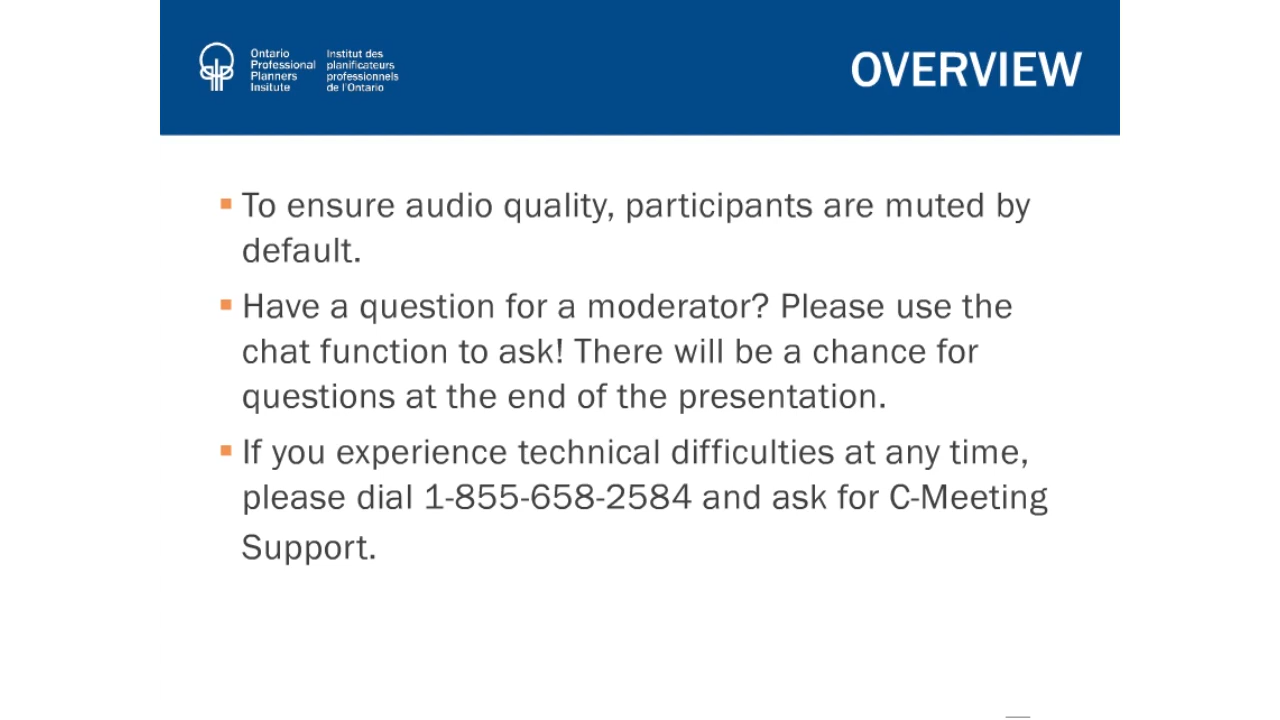 Ontario
Professional
Planners
Insitute
Institut des
planificateurs
professionnels
de l'Ontario
OVERVIEW
To ensure audio quality, participants are muted by
default.
Have a question for a moderator? Please use the
chat function to ask! There will be a chance for
questions at the end of the presentation.
If you experience technical difficulties at any time,
please dial 1-855-658-2584 and ask for C-Meeting
Support.